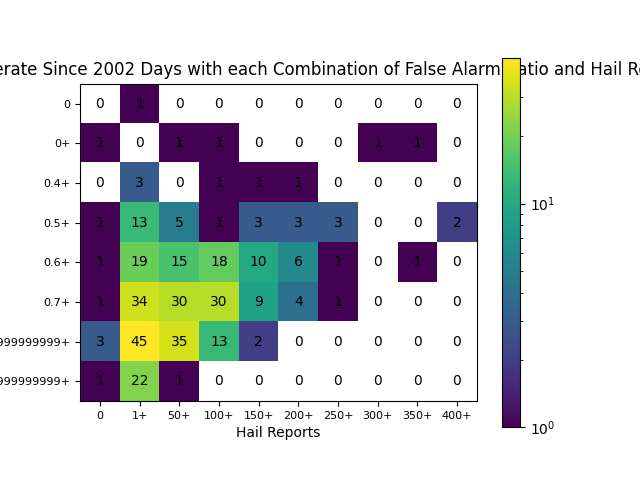 erate Since 2002 Days with each Combination of False Alarm Ratio and Hail Re
0 0 1 0 0 0 0 0 0 0 0
0+ 1 0 1 1 0 0 0 1 1 0
0.4+ 0 3 0 1 1 1 0 0 0 0
0.5+ 1 13 5 1 3 3 3 0 0 2
0.6+ 1 19 15 18 10 6 1 0 1 0
0.7+ 1 34 30 30 9 4 1 0 0 0
999999999+ 3 45 35 13 2 0 0 0 0 0
999999999+ 1 22 1 0 0 0 0 0 0 0
0 1+ 50+ 100+ 150+ 200+ 250+ 300+ 350+ 400+
Hail Reports
10^1
10^0